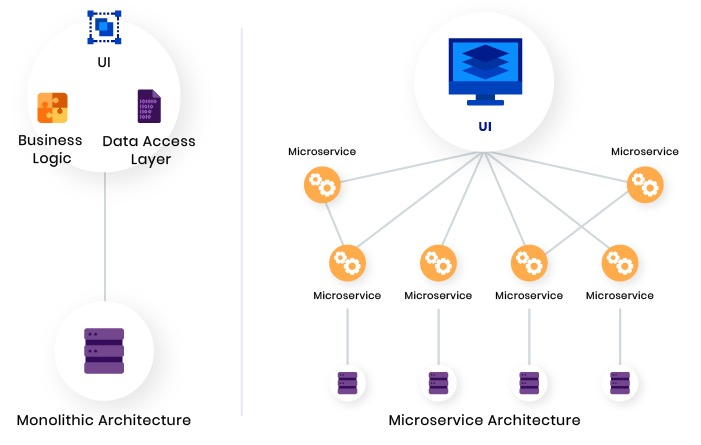 UI
Business
Logic
Data Access
Layer
Monolithic Architecture
UI
Microservice
Microservice
Microservice
Microservice
Microservice
Microservice
Microservice Architecture